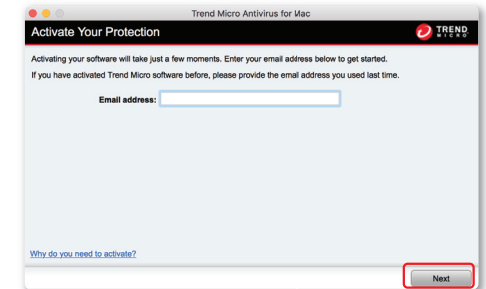 Trend Micro Antivirus for Mac
Activate Your Protection
TREND
MICRO
Activating your software will take just a few moments. Enter your email address below to get started.
If you have activated Trend Micro software before, please provide the email address you used last time.
Email address:
Why do you need to activate?
Next